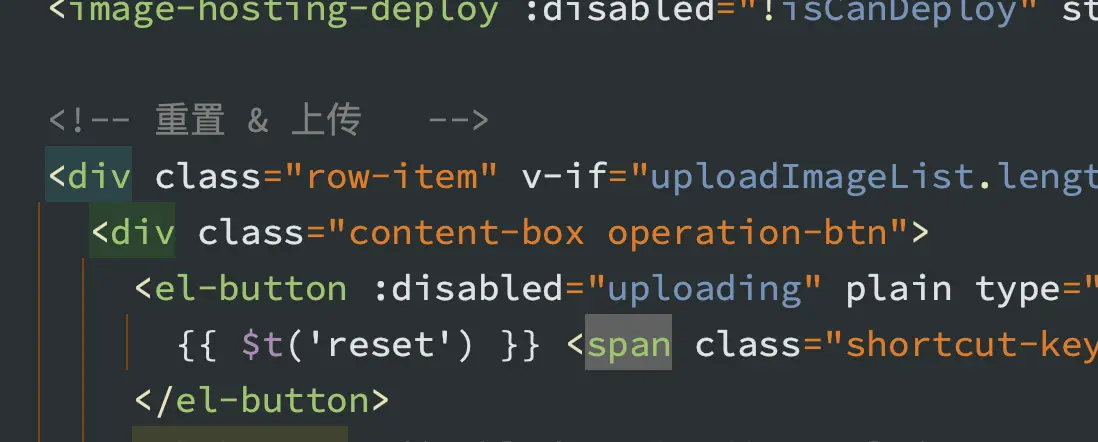 <image-hosting-deploy :disabled="!isCanDeploy" st
<!-- 重置 & 上传   -->
<div class="row-item" v-if="uploadImageList.lengt
<div class="content-box operation-btn">
<el-button :disabled="uploading" plain type="
{{ $t('reset') }} <span class="shortcut-key
</el-button>